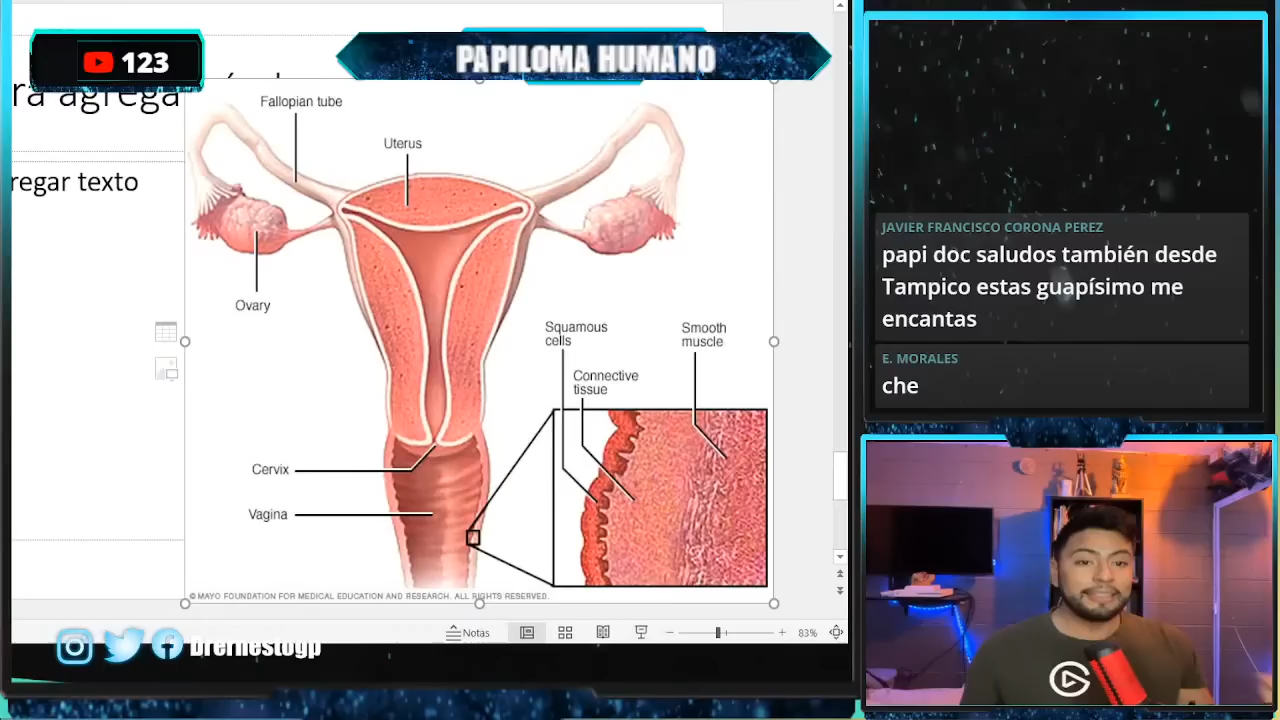 123
PAPILOMA HUMANO
ra agrega
regar texto
Fallopian tube
Uterus
Ovary
Squamous
cells
Smooth
muscle
Connective
tissue
Cervix
Vagina
© MAYO FOUNDATION FOR MEDICAL EDUCATION AND RESEARCH. ALL RIGHTS RESERVED.
Notas
83%
Drernestogp
JAVIER FRANCISCO CORONA PEREZ
papi doc saludos también desde
Tampico estas guapísimo me
encantas
E. MORALES
che